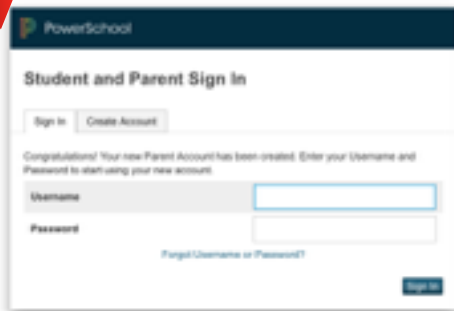 PowerSchool
Student and Parent Sign In
Sign In Create Account
Congratulations! Your new Parent Account has been created. Enter your Username and
Password to start using your new account.
Username
Password
Forgot Username or Password?
Sign In